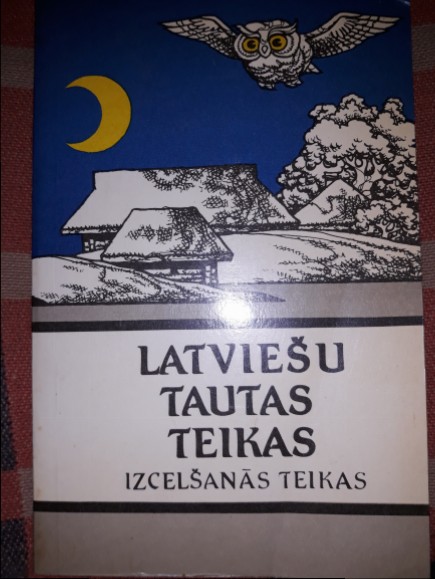 LATVIEŠU
TAUTAS
TEIKAS
IZCELŠANĀS TEIKAS